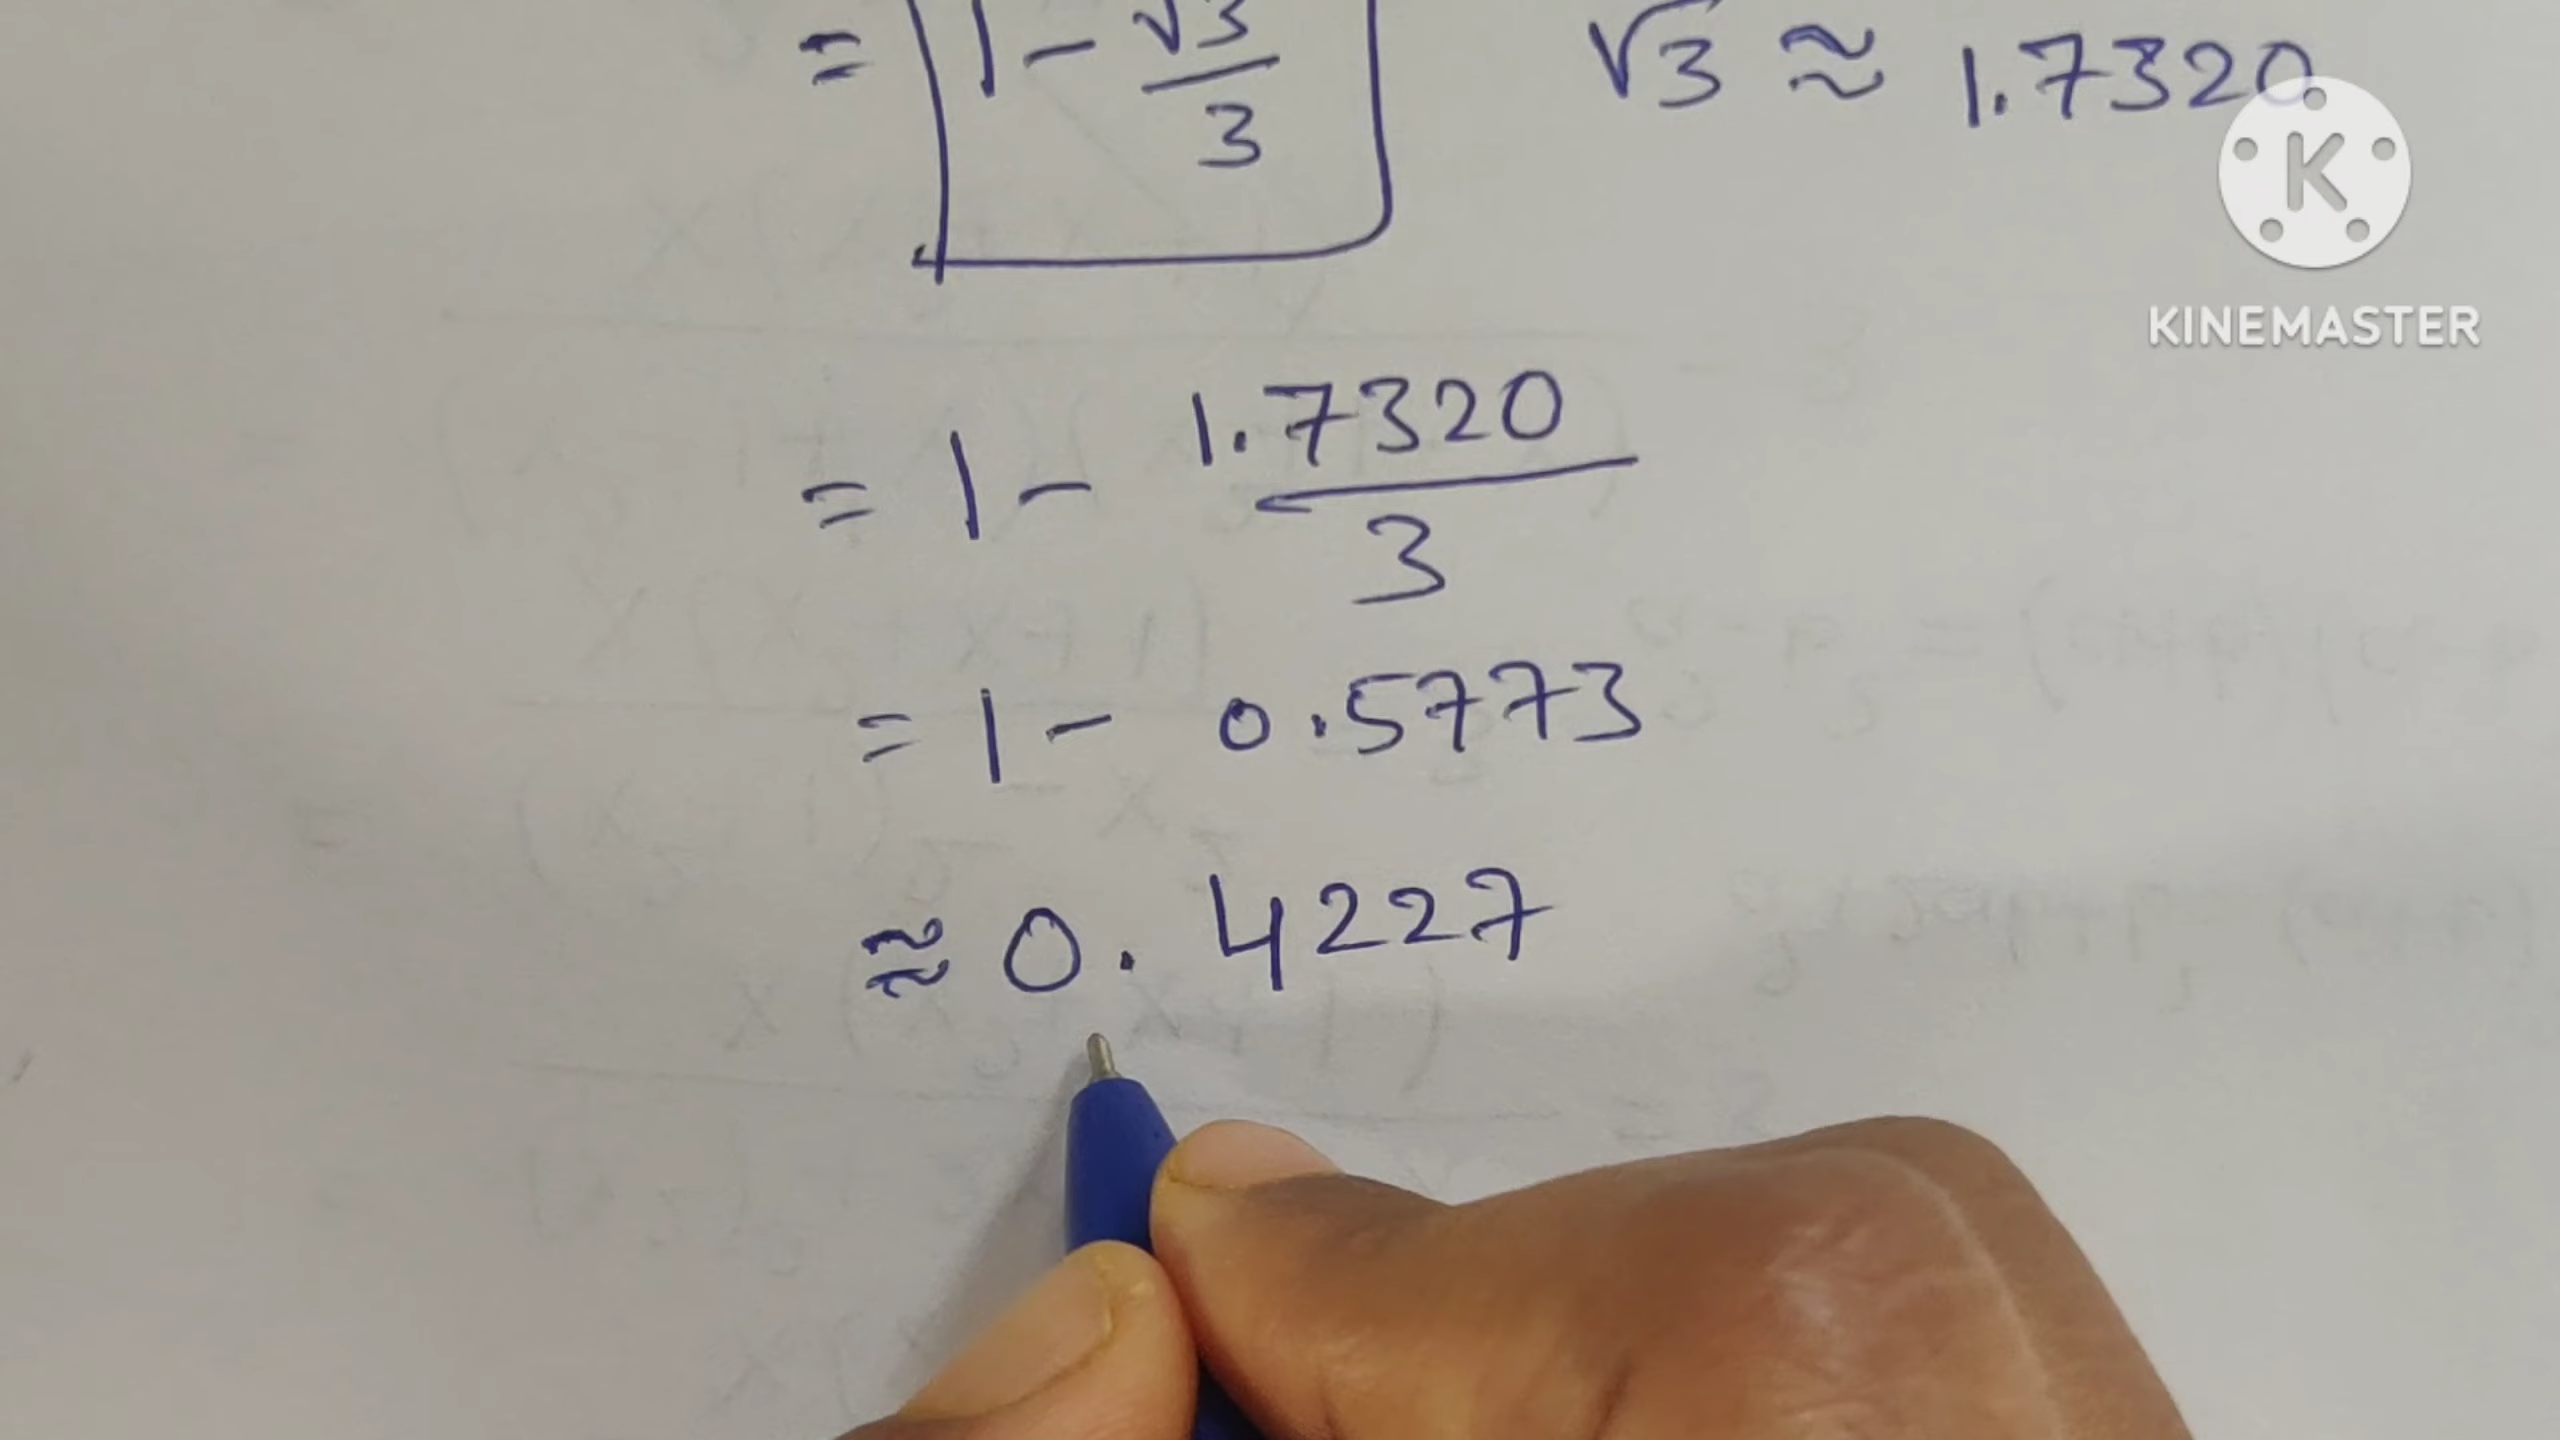 = 1 - √3/3 √3 ≈ 1.7320
K
KINEMASTER
= 1 - 1.7320/3
= 1 - 0.5773
≈ 0.4227